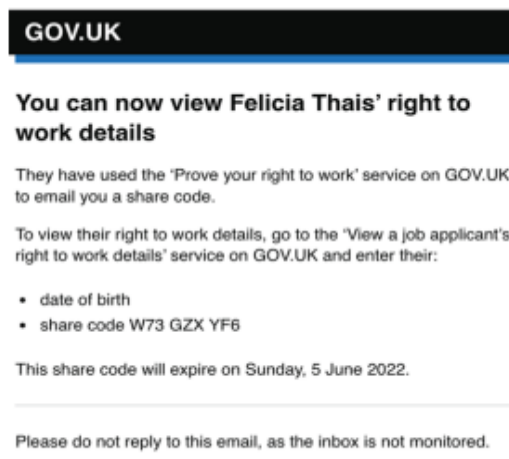 GOV.UK
You can now view Felicia Thais’ right to
work details
They have used the ‘Prove your right to work’ service on GOV.UK
to email you a share code.
To view their right to work details, go to the ‘View a job applicant’s
right to work details’ service on GOV.UK and enter their:
• date of birth
• share code W73 GZX YF6
This share code will expire on Sunday, 5 June 2022.
Please do not reply to this email, as the inbox is not monitored.